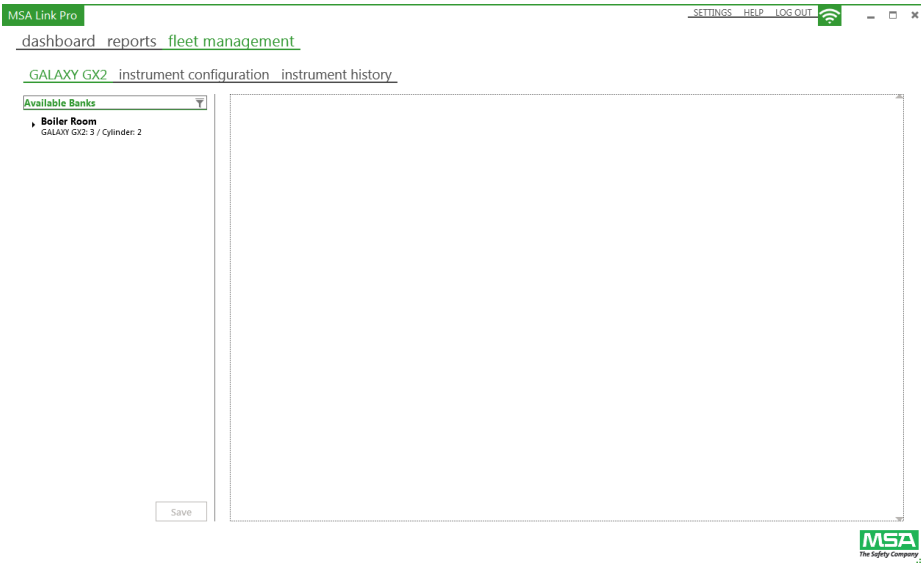 MSA Link Pro
SETTINGS HELP LOG OUT
dashboard reports fleet management
GALAXY GX2 instrument configuration instrument history
Available Banks
Boiler Room
GALAXY GX2: 3 / Cylinder: 2
Save
MSA
The Safety Company